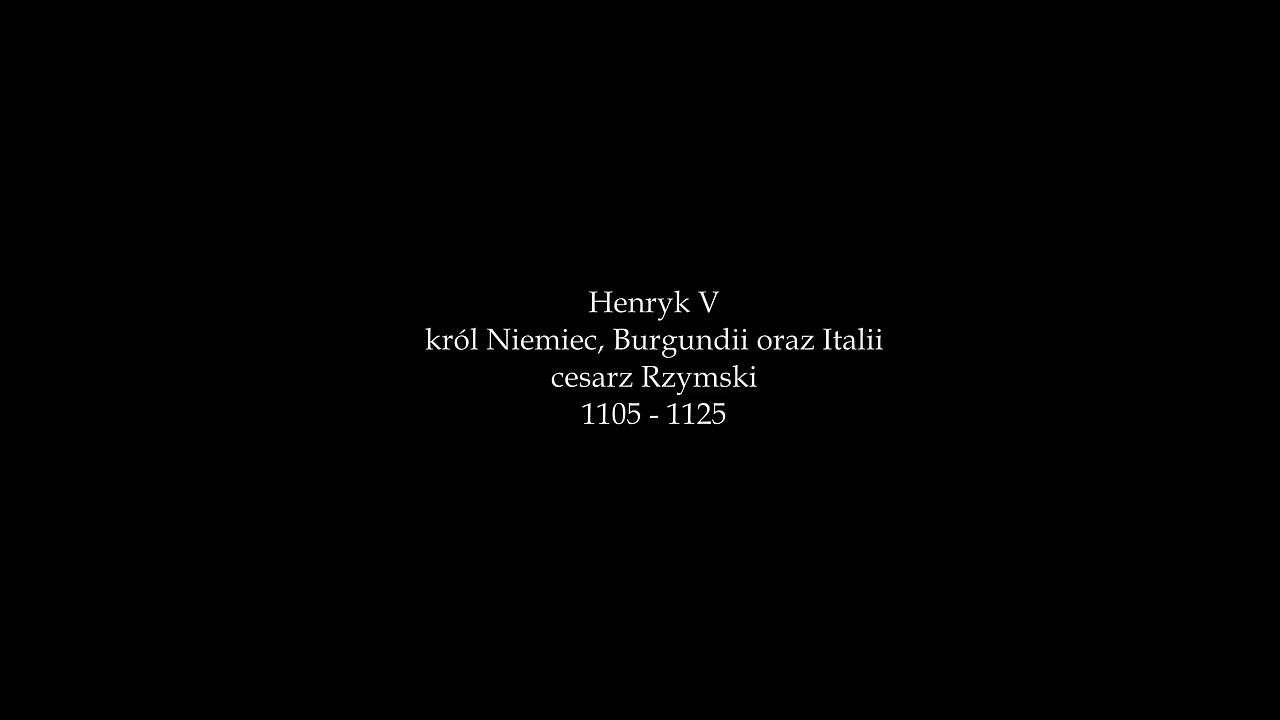 Henryk V
król Niemiec, Burgundii oraz Italii
cesarz Rzymski
1105 - 1125